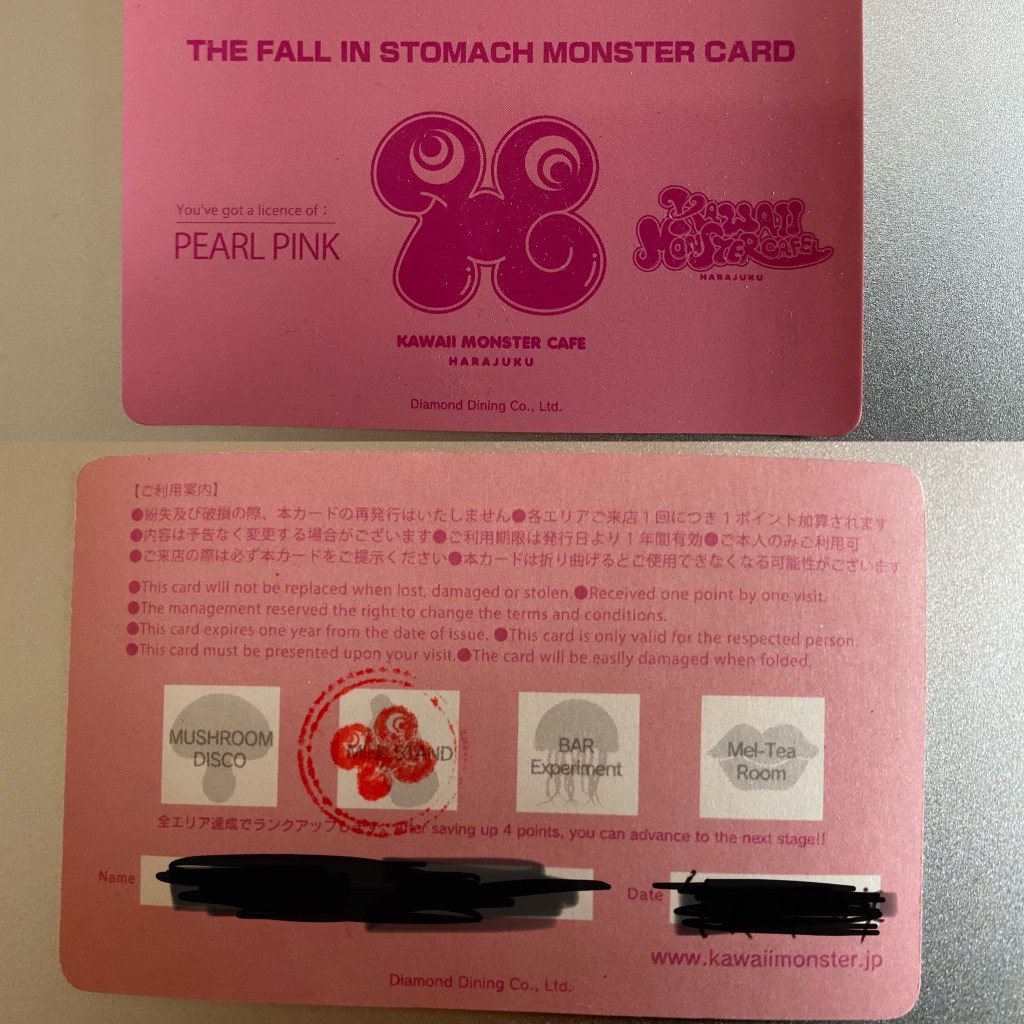 THE FALL IN STOMACH MONSTER CARD
You've got a licence of :
PEARL PINK
KAWAII
MONSTER CAFE
HARAJUKU
KAWAII MONSTER CAFE
HARAJUKU
Diamond Dining Co., Ltd.
【ご利用案内】
●紛失及び破損の際、本カードの再発行はいたしません●各エリアご来店1回につき1ポイント加算されます
●内容は予告なく変更する場合がございます●ご利用期限は発行日より1年間有効●ご本人のみご利用可
●ご来店の際は必ず本カードをご提示ください●本カードは折り曲げるとご使用できなくなる可能性がございます
●This card will not be replaced when lost, damaged or stolen.●Received one point by one visit.
●The management reserved the right to change the terms and conditions.
●This card expires one year from the date of issue. ●This card is only valid for the respected person.
●This card must be presented upon your visit.●The card will be easily damaged when folded.
MUSHROOM
DISCO
MILK STAND
BAR
Experiment
Mel-Tea
Room
全エリア達成でランクアップします。After saving up 4 points, you can advance to the next stage!!
Name
Date
www.kawaiimonster.jp
Diamond Dining Co., Ltd.